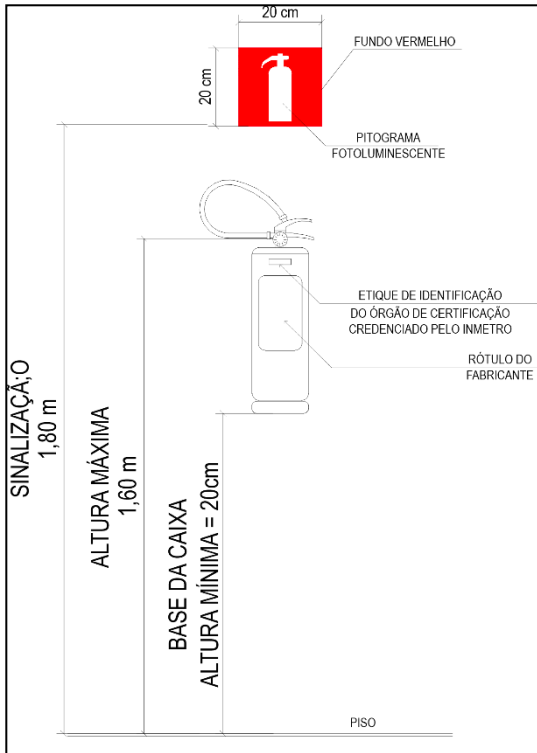 20 cm
FUNDO VERMELHO
20 cm
PITOGRAMA
FOTOLUMINESCENTE
ETIQUE DE IDENTIFICAÇÃO
DO ÓRGÃO DE CERTIFICAÇÃO
CREDENCIADO PELO INMETRO
RÓTULO DO
FABRICANTE
SINALIZAÇÃ;O
1,80 m
ALTURA MÁXIMA
1,60 m
BASE DA CAIXA
ALTURA MÍNIMA = 20cm
PISO